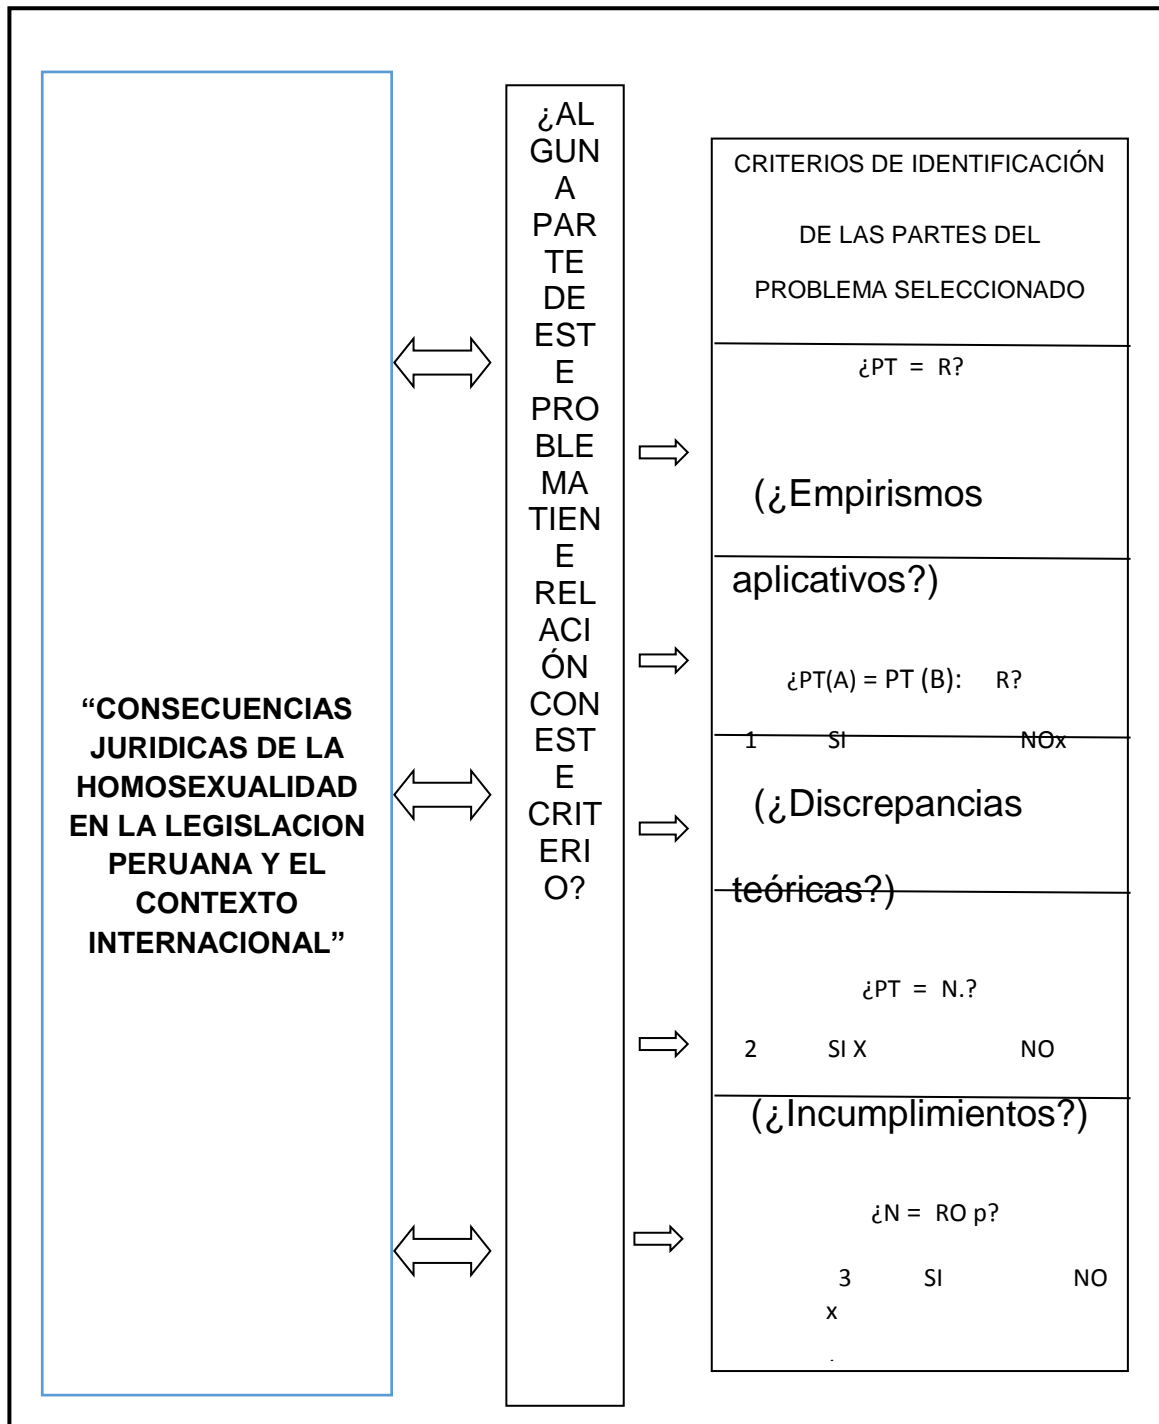 “CONSECUENCIAS
JURIDICAS DE LA
HOMOSEXUALIDAD
EN LA LEGISLACION
PERUANA Y EL
CONTEXTO
INTERNACIONAL”
¿AL
GUN
A
PAR
TE
DE
EST
E
PRO
BLE
MA
TIEN
E
REL
ACI
ÓN
CON
EST
E
CRIT
ERI
O?
CRITERIOS DE IDENTIFICACIÓN
DE LAS PARTES DEL
PROBLEMA SELECCIONADO
¿PT = R?
(¿Empirismos
aplicativos?)
¿PT(A) = PT (B): R?
1 SI NOx
(¿Discrepancias
teóricas?)
¿PT = N.?
2 SI X NO
(¿Incumplimientos?)
¿N = RO p?
3 SI NO
x
.